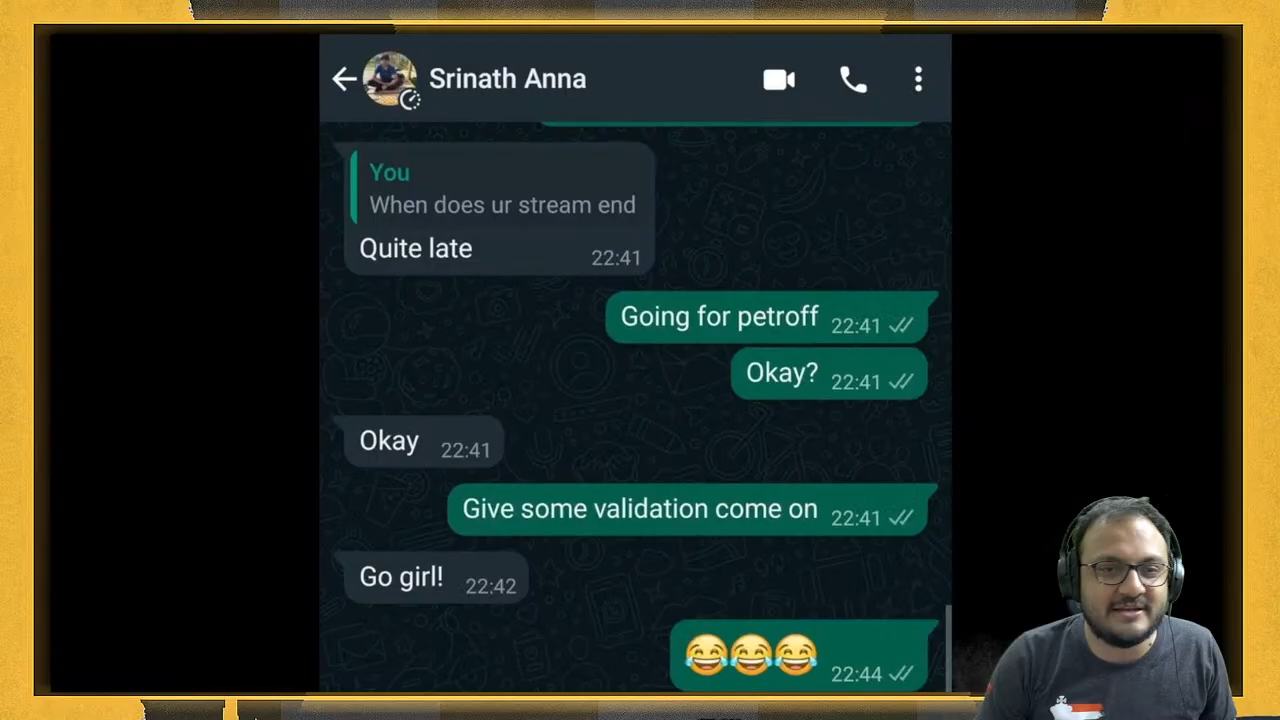 Srinath Anna
You
When does ur stream end
Quite late 22:41
Going for petroff 22:41
Okay? 22:41
Okay 22:41
Give some validation come on 22:41
Go girl! 22:42
😂😂😂 22:44